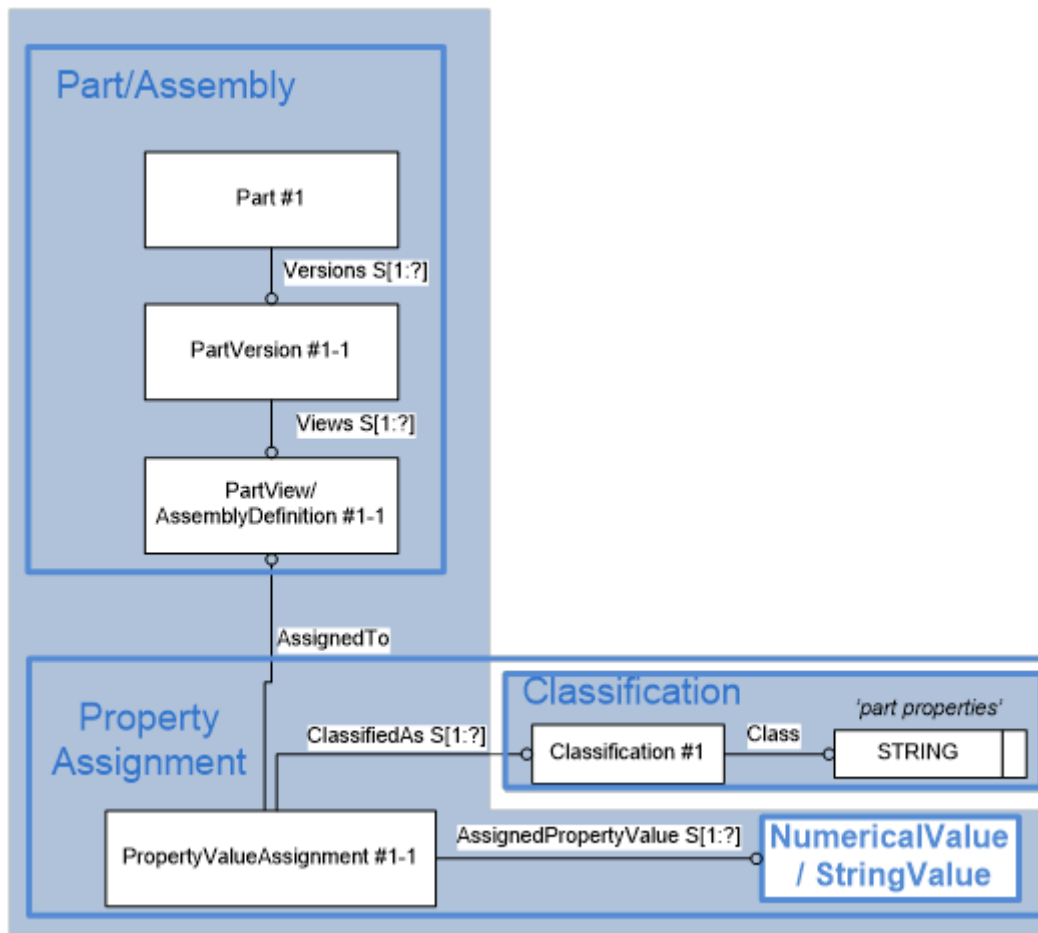 Part/Assembly
Part #1
Versions S[1:?]
PartVersion #1-1
Views S[1:?]
PartView/
AssemblyDefinition #1-1
AssignedTo
Property
Assignment
Classification
'part properties'
ClassifiedAs S[1:?]
Classification #1
Class
STRING
PropertyValueAssignment #1-1
AssignedPropertyValue S[1:?]
NumericalValue
/ StringValue